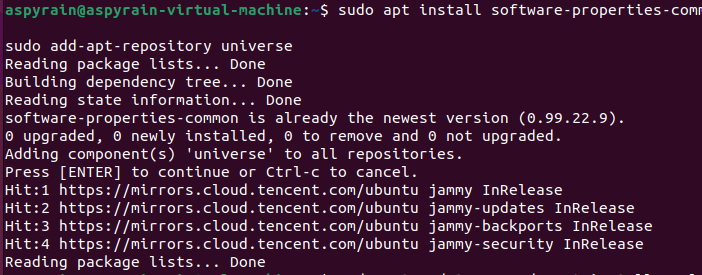 aspyrain@aspyrain-virtual-machine:~$ sudo apt install software-properties-comm
sudo add-apt-repository universe
Reading package lists... Done
Building dependency tree... Done
Reading state information... Done
software-properties-common is already the newest version (0.99.22.9).
0 upgraded, 0 newly installed, 0 to remove and 0 not upgraded.
Adding component(s) 'universe' to all repositories.
Press [ENTER] to continue or Ctrl-c to cancel.
Hit:1 https://mirrors.cloud.tencent.com/ubuntu jammy InRelease
Hit:2 https://mirrors.cloud.tencent.com/ubuntu jammy-updates InRelease
Hit:3 https://mirrors.cloud.tencent.com/ubuntu jammy-backports InRelease
Hit:4 https://mirrors.cloud.tencent.com/ubuntu jammy-security InRelease
Reading package lists... Done